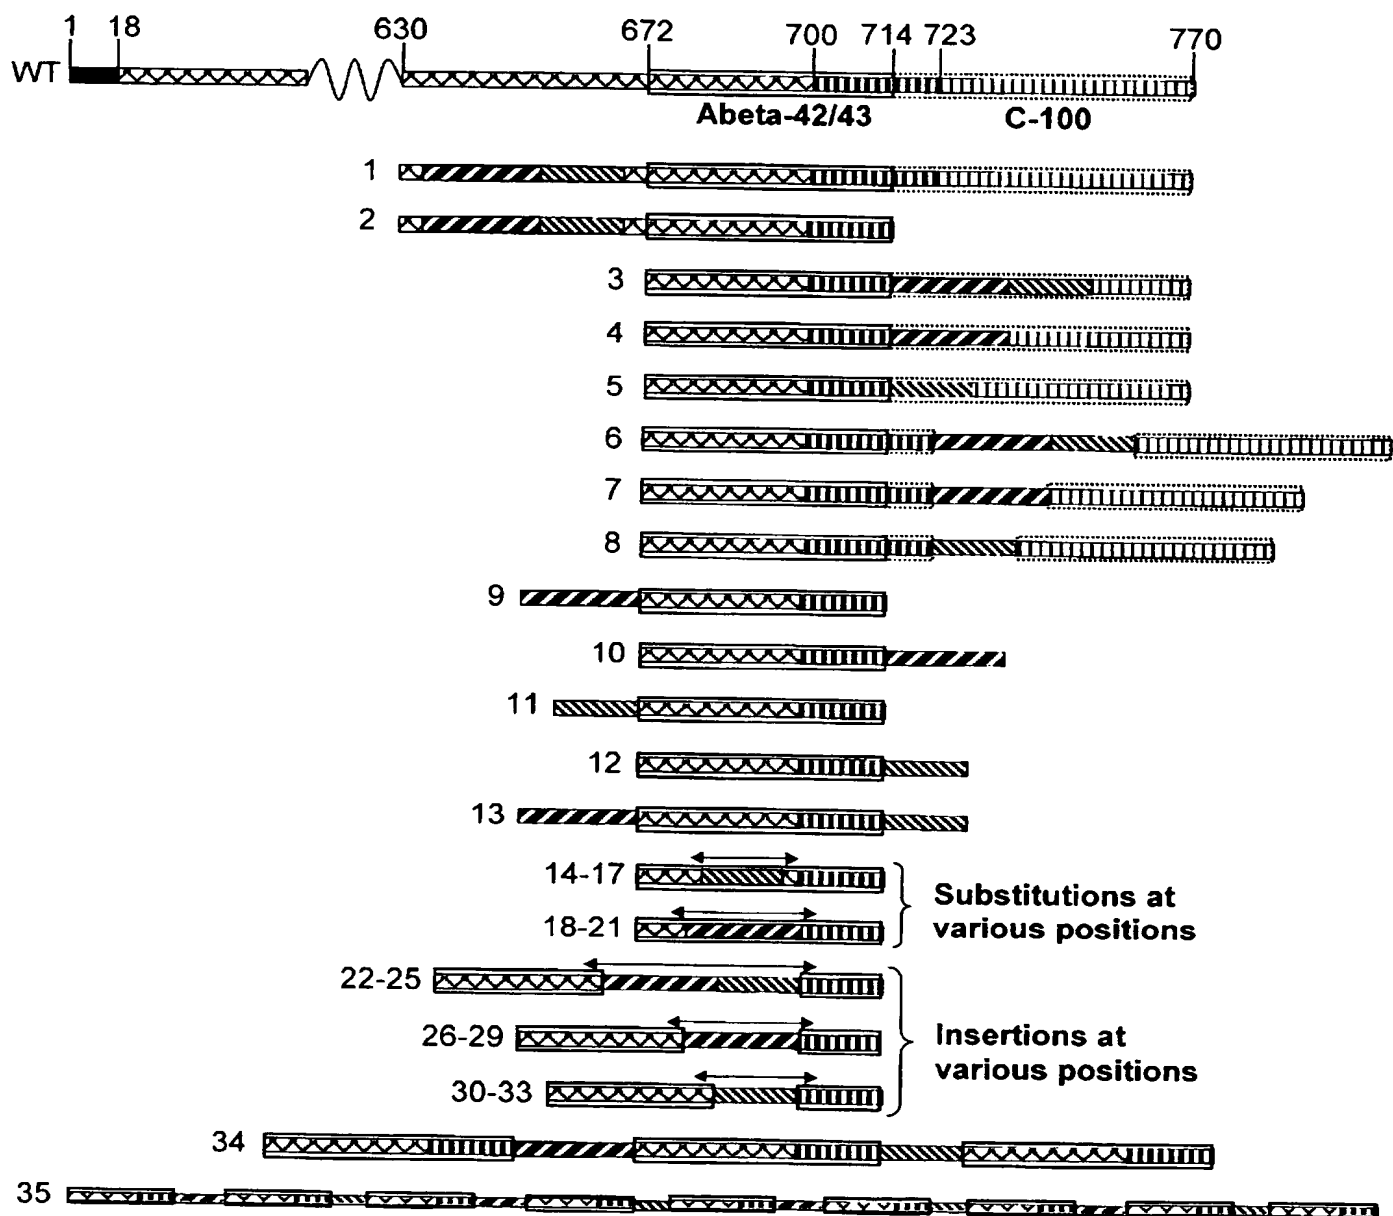 1 18 630 672 700 714 723 770
WT
Abeta-42/43 C-100
1
2
3
4
5
6
7
8
9
10
11
12
13
14-17
Substitutions at
various positions
18-21
22-25
26-29
Insertions at
various positions
30-33
34
35